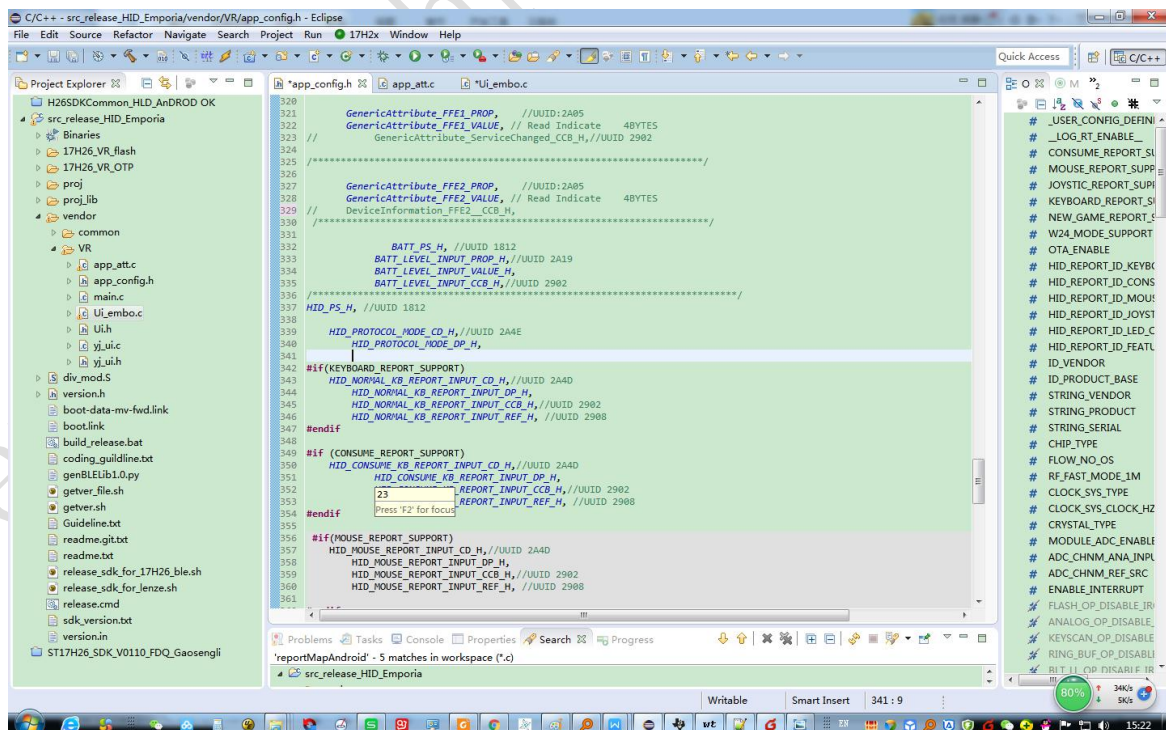 C/C++ - src_release_HID_Emporia/vendor/VR/app_config.h - Eclipse
File Edit Source Refactor Navigate Search Project Run 17H2x Window Help
Quick Access
C/C++
Project Explorer
H26SDKCommon_HLD_AnDROD OK
src_release_HID_Emporia
Binaries
17H26_VR_flash
17H26_VR_OTP
proj
proj_lib
vendor
common
VR
app_att.c
app_config.h
main.c
Ui_embo.c
Ui.h
yj_ui.c
yj_ui.h
div_mod.S
version.h
boot-data-mv-fwd.link
boot.link
build_release.bat
coding_guildline.txt
genBLELib1.0.py
getver_file.sh
getver.sh
Guideline.txt
readme.git.txt
readme.txt
release_sdk_for_17H26_ble.sh
release_sdk_for_lenze.sh
release.cmd
sdk_version.txt
version.in
ST17H26_SDK_V0110_FDQ_Gaosengli
*app_config.h app_att.c *Ui_embo.c
320
321 GenericAttribute_FFE1_PROP, //UUID:2A05
322 GenericAttribute_FFE1_VALUE, // Read Indicate 4BYTES
323 // GenericAttribute_ServiceChanged_CCB_H,//UUID 2902
324
325 /*********************************************************************/
326
327 GenericAttribute_FFE2_PROP, //UUID:2A05
328 GenericAttribute_FFE2_VALUE, // Read Indicate 4BYTES
329 // DeviceInformation_FFE2__CCB_H,
330 /*********************************************************************/
331
332 BATT_PS_H, //UUID 1812
333 BATT_LEVEL_INPUT_PROP_H,//UUID 2A19
334 BATT_LEVEL_INPUT_VALUE_H,
335 BATT_LEVEL_INPUT_CCB_H,//UUID 2902
336 /***************************************************************************/
337 HID_PS_H, //UUID 1812
338
339 HID_PROTOCOL_MODE_CD_H,//UUID 2A4E
340 HID_PROTOCOL_MODE_DP_H,
341
342 #if(KEYBOARD_REPORT_SUPPORT)
343 HID_NORMAL_KB_REPORT_INPUT_CD_H,//UUID 2A4D
344 HID_NORMAL_KB_REPORT_INPUT_DP_H,
345 HID_NORMAL_KB_REPORT_INPUT_CCB_H,//UUID 2902
346 HID_NORMAL_KB_REPORT_INPUT_REF_H, //UUID 2908
347 #endif
348
349 #if (CONSUME_REPORT_SUPPORT)
350 HID_CONSUME_KB_REPORT_INPUT_CD_H,//UUID 2A4D
351 HID_CONSUME_KB_REPORT_INPUT_DP_H,
352 REPORT_INPUT_CCB_H,//UUID 2902
23
353 REPORT_INPUT_REF_H, //UUID 2908
Press 'F2' for focus
354 #endif
355
356 #if(MOUSE_REPORT_SUPPORT)
357 HID_MOUSE_REPORT_INPUT_CD_H,//UUID 2A4D
358 HID_MOUSE_REPORT_INPUT_DP_H,
359 HID_MOUSE_REPORT_INPUT_CCB_H,//UUID 2902
360 HID_MOUSE_REPORT_INPUT_REF_H, //UUID 2908
361
O M
# _USER_CONFIG_DEFINI
# __LOG_RT_ENABLE__
# CONSUME_REPORT_SU
# MOUSE_REPORT_SUPP
# JOYSTIC_REPORT_SUPI
# KEYBOARD_REPORT_S
# NEW_GAME_REPORT_S
# W24_MODE_SUPPORT
# OTA_ENABLE
# HID_REPORT_ID_KEYBC
# HID_REPORT_ID_CONS
# HID_REPORT_ID_MOU
# HID_REPORT_ID_JOYST
# HID_REPORT_ID_LED_C
# HID_REPORT_ID_FEATU
# ID_VENDOR
# ID_PRODUCT_BASE
# STRING_VENDOR
# STRING_PRODUCT
# STRING_SERIAL
# CHIP_TYPE
# FLOW_NO_OS
# RF_FAST_MODE_1M
# CLOCK_SYS_TYPE
# CLOCK_SYS_CLOCK_HZ
# CRYSTAL_TYPE
# MODULE_ADC_ENABLE
# ADC_CHNM_ANA_INPU
# ADC_CHNM_REF_SRC
# ENABLE_INTERRUPT
# FLASH_OP_DISABLE_IR
# ANALOG_OP_DISABLE_
# KEYSCAN_OP_DISABLE
# RING_BUF_OP_DISABLI
# BLT_LL_OP_DISABLE_IR
Problems Tasks Console Properties Search Progress
'reportMapAndroid' - 5 matches in workspace (*.c)
src_release_HID_Emporia
Writable Smart Insert 341 : 9
80% 34K/s
5K/s
EN
15:22